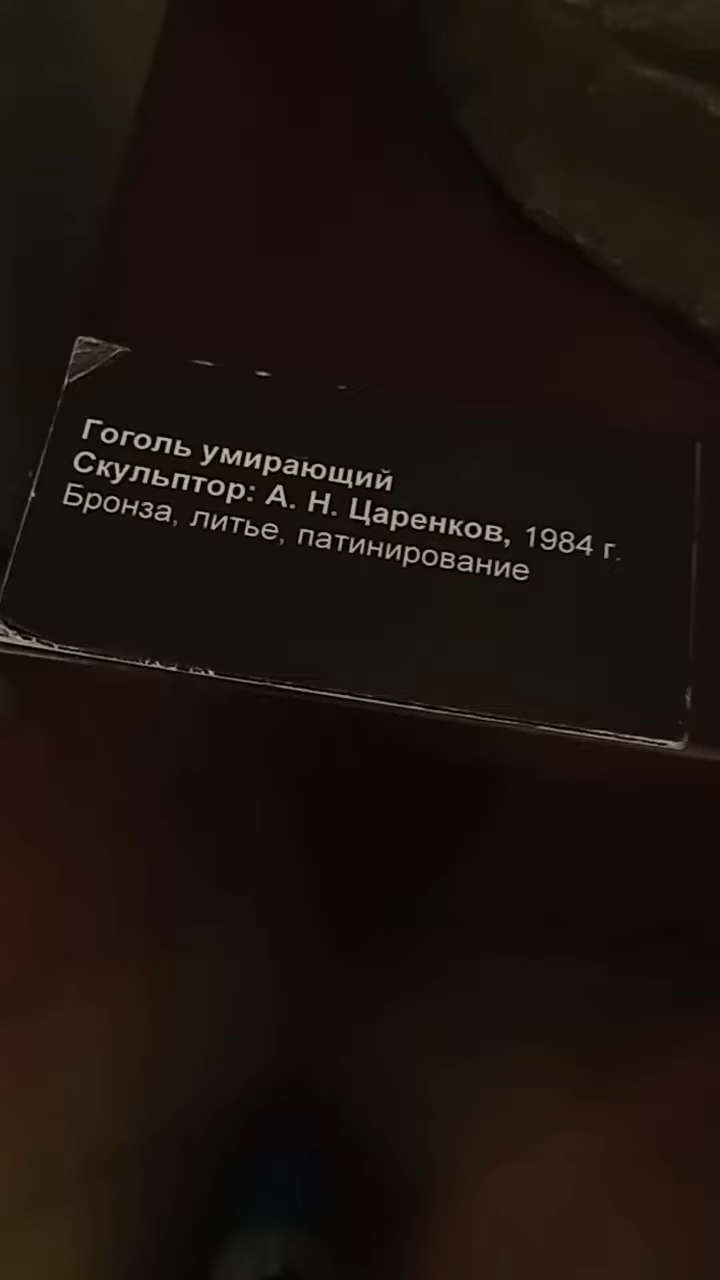 Гоголь умирающий
Скульптор: А. Н. Царенков, 1984 г.
Бронза, литье, патинирование